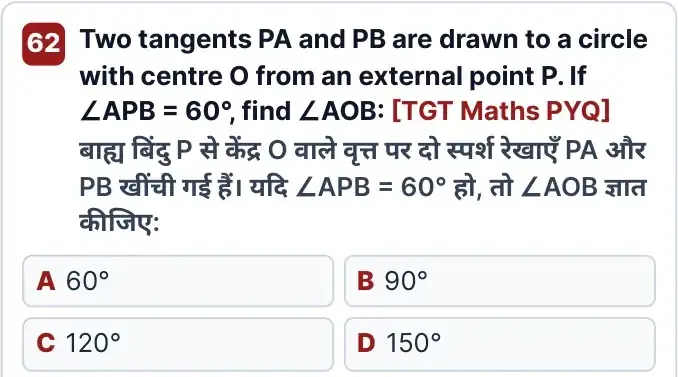 62 Two tangents PA and PB are drawn to a circle
with centre O from an external point P. If
∠APB = 60°, find ∠AOB: [TGT Maths PYQ]
बाह्य बिंदु P से केंद्र O वाले वृत्त पर दो स्पर्श रेखाएँ PA और
PB खींची गई हैं। यदि ∠APB = 60° हो, तो ∠AOB ज्ञात
कीजिए:
A 60°
B 90°
C 120°
D 150°